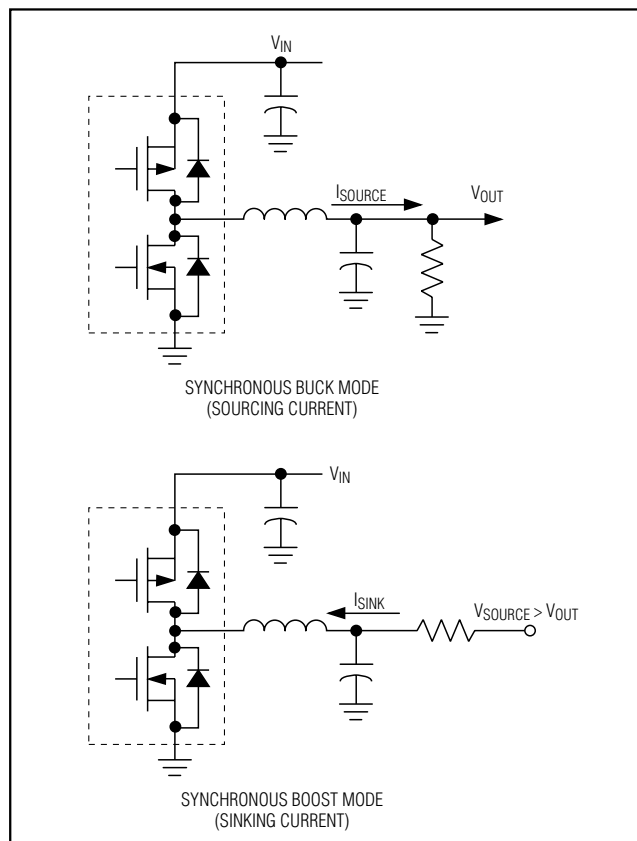 VIN
ISOURCE
VOUT
SYNCHRONOUS BUCK MODE
(SOURCING CURRENT)
VIN
ISINK
VSOURCE > VOUT
SYNCHRONOUS BOOST MODE
(SINKING CURRENT)